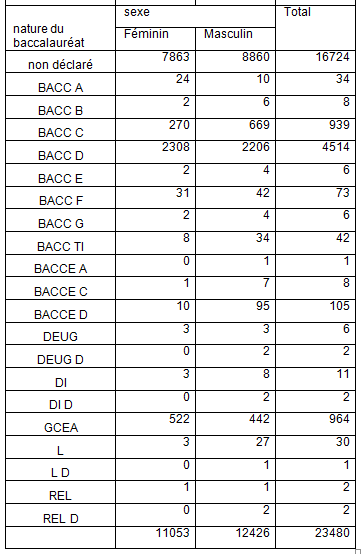 sexe Total
nature du
baccalauréat Féminin Masculin
non déclaré 7863 8860 16724
BACC A 24 10 34
BACC B 2 6 8
BACC C 270 669 939
BACC D 2308 2206 4514
BACC E 2 4 6
BACC F 31 42 73
BACC G 2 4 6
BACC TI 8 34 42
BACCE A 0 1 1
BACCE C 1 7 8
BACCE D 10 95 105
DEUG 3 3 6
DEUG D 0 2 2
DI 3 8 11
DI D 0 2 2
GCEA 522 442 964
L 3 27 30
L D 0 1 1
REL 1 1 2
REL D 0 2 2
11053 12426 23480